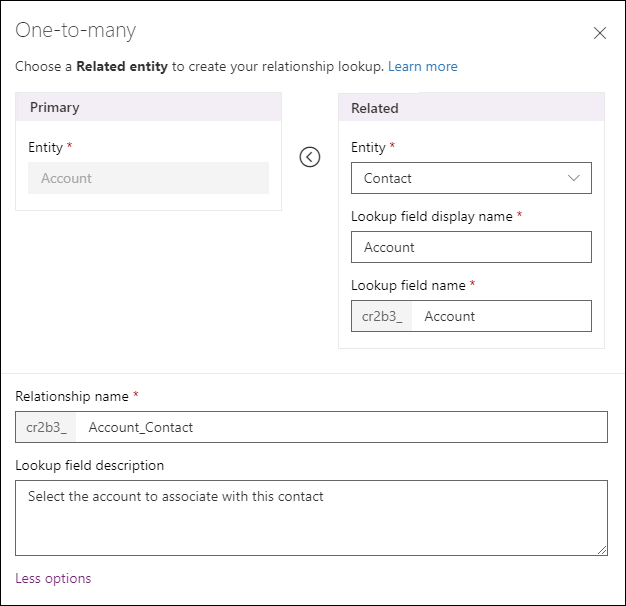 One-to-many
Choose a Related entity to create your relationship lookup. Learn more
Primary
Entity *
Account
Related
Entity *
Contact
Lookup field display name *
Account
Lookup field name *
cr2b3_ Account
Relationship name *
cr2b3_ Account_Contact
Lookup field description
Select the account to associate with this contact
Less options